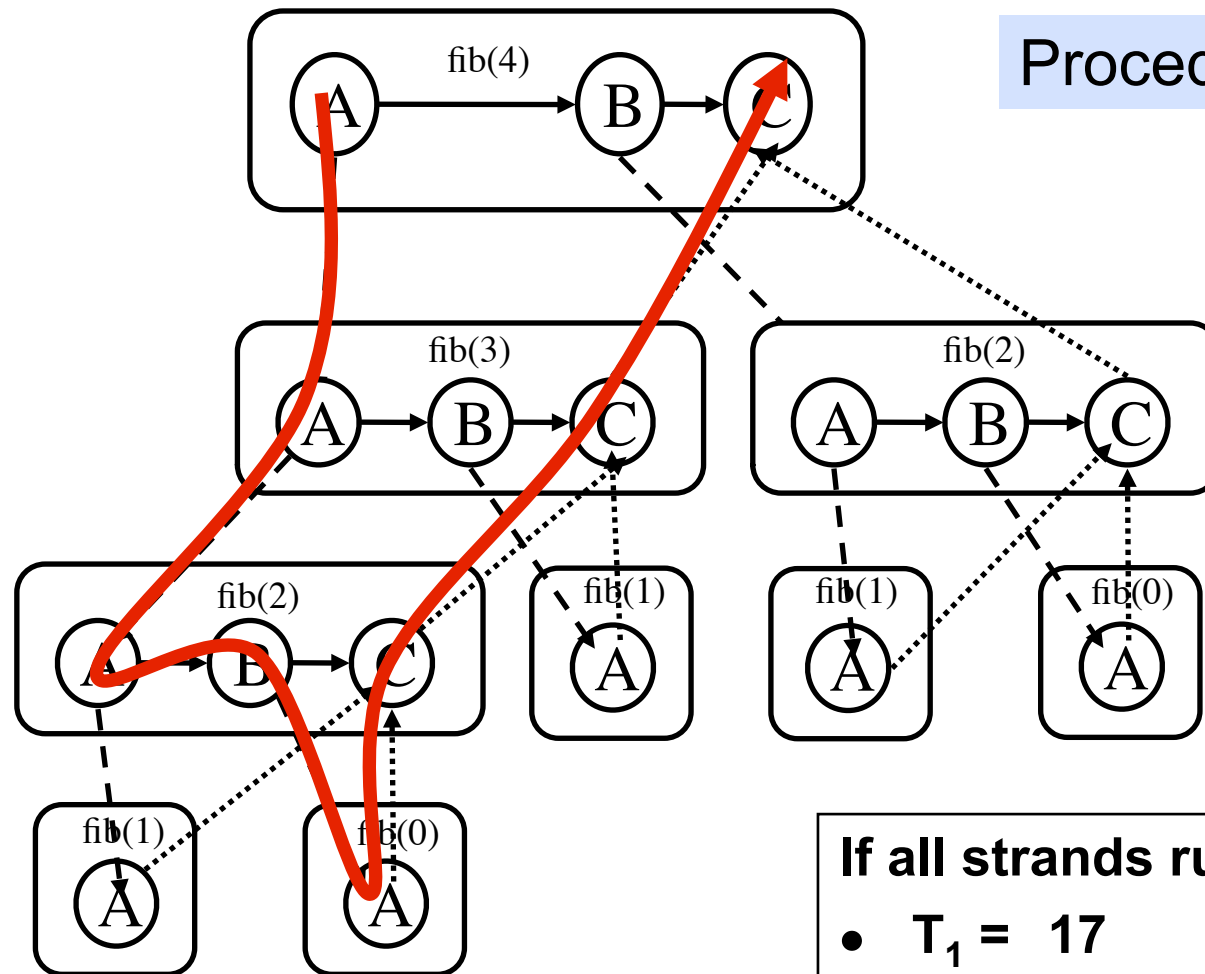 fib(4)
A B C
Proced
fib(3)
A B C
fib(2)
A B C
fib(2)
A B C
fib(1)
A
fib(1)
A
fib(0)
A
fib(1)
A
fib(0)
A
If all strands ru
• T₁ = 17